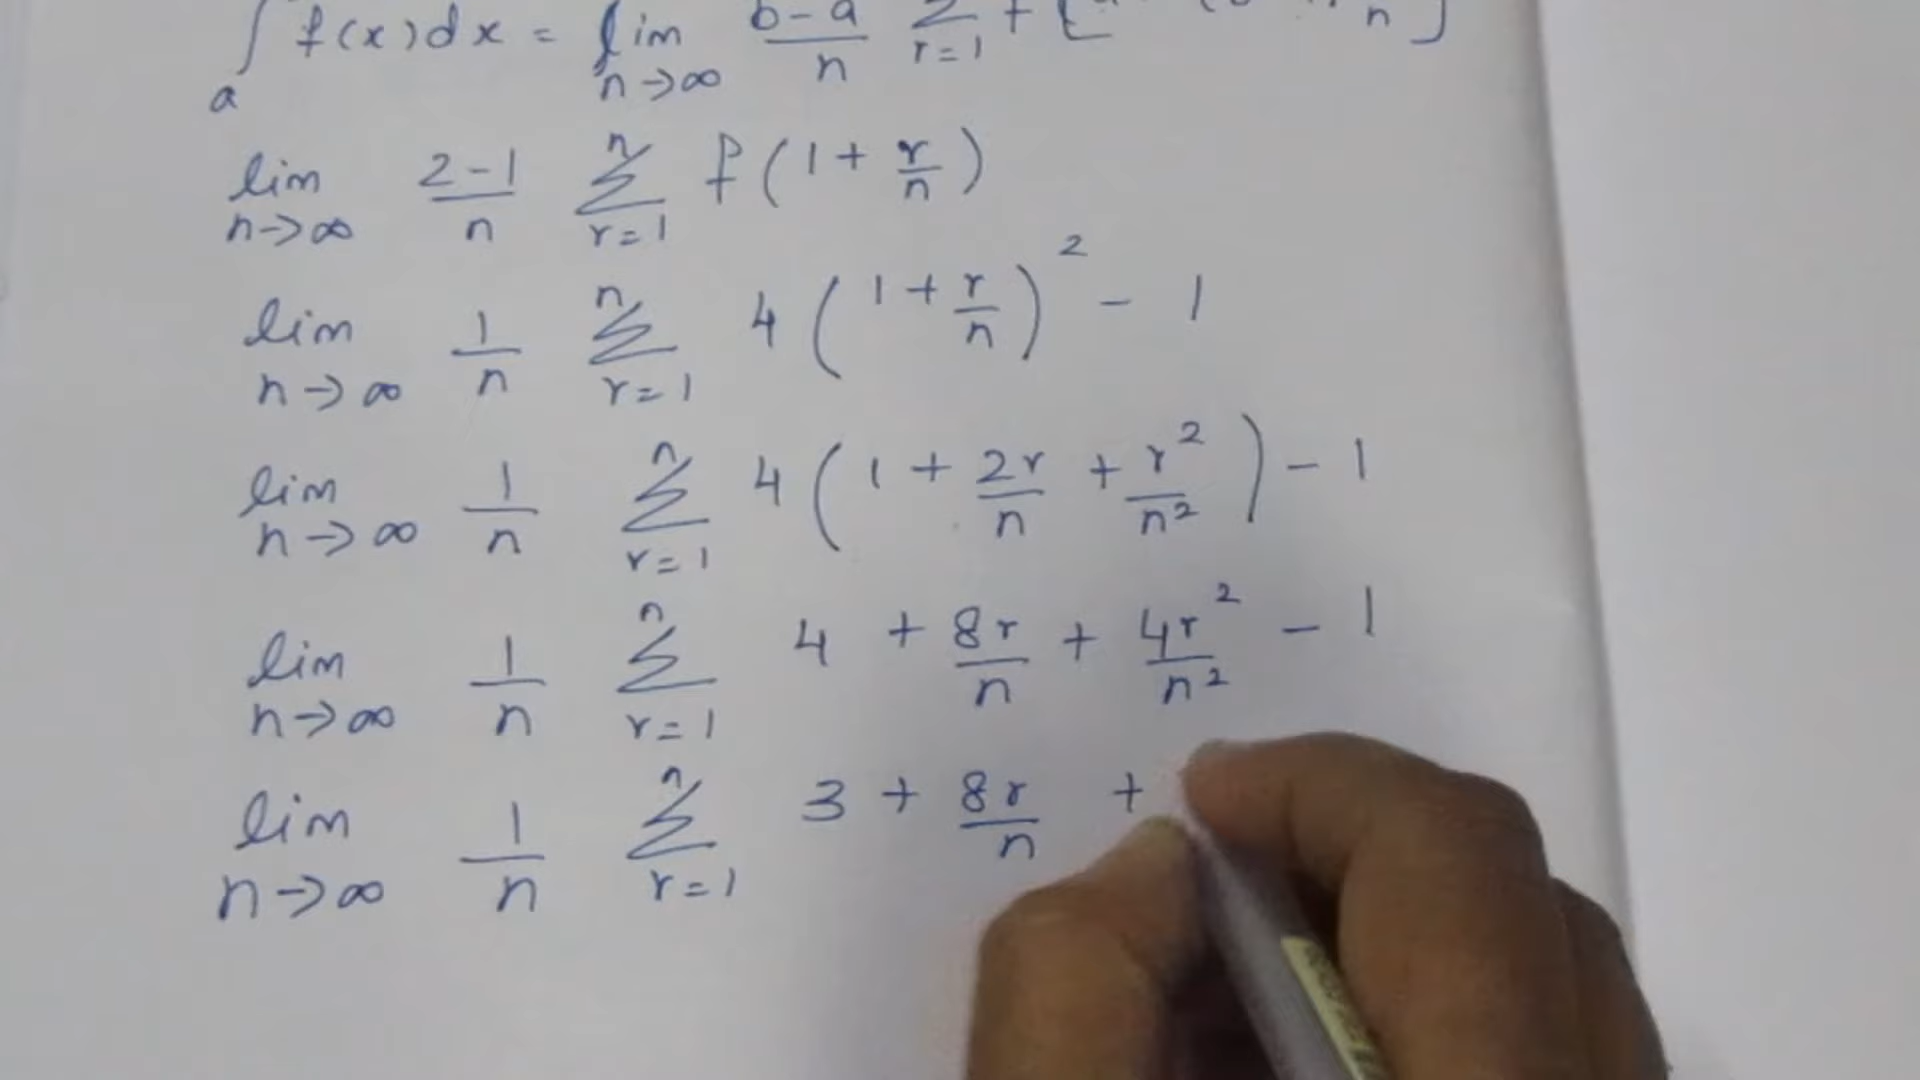 ∫ f(x)dx = lim b-a Σ f [
a n→∞ n r=1 n ]
lim 2-1 n Σ f(1 + r/n)
n→∞ n r=1
lim 1 n Σ 4(1 + r/n)² - 1
n→∞ n r=1
lim 1 n Σ 4(1 + 2r/n + r²/n²) - 1
n→∞ n r=1
lim 1 n Σ 4 + 8r/n + 4r²/n² - 1
n→∞ n r=1
lim 1 n Σ 3 + 8r/n +
n→∞ n r=1